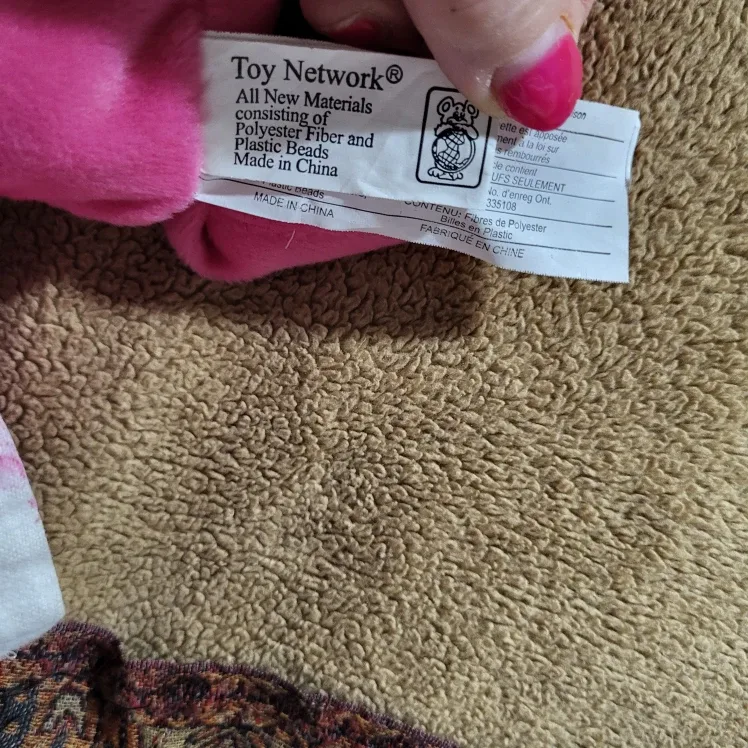 Toy Network®
All New Materials
consisting of
Polyester Fiber and
Plastic Beads
Made in China
Plastic Beads
MADE IN CHINA
ette est apposée
ment à la loi sur
rembourrés
le contient
UFS SEULEMENT
No. d'enreg Ont.
335108
CONTENU: Fibres de Polyester
Billes en Plastic
FABRIQUÉ EN CHINE